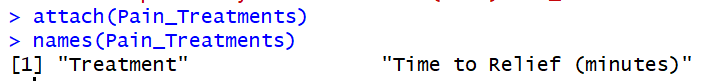 > attach(Pain_Treatments)
> names(Pain_Treatments)
[1] "Treatment"                "Time to Relief (minutes)"